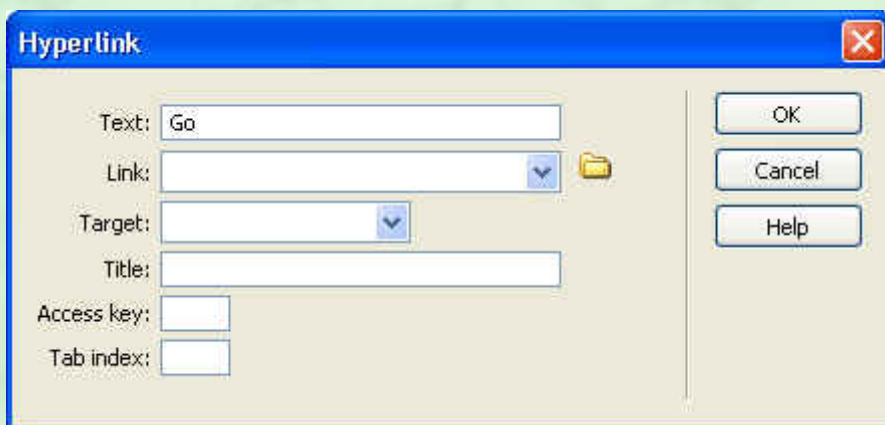 Hyperlink
Text: Go
Link:
Target:
Title:
Access key:
Tab index:
OK
Cancel
Help